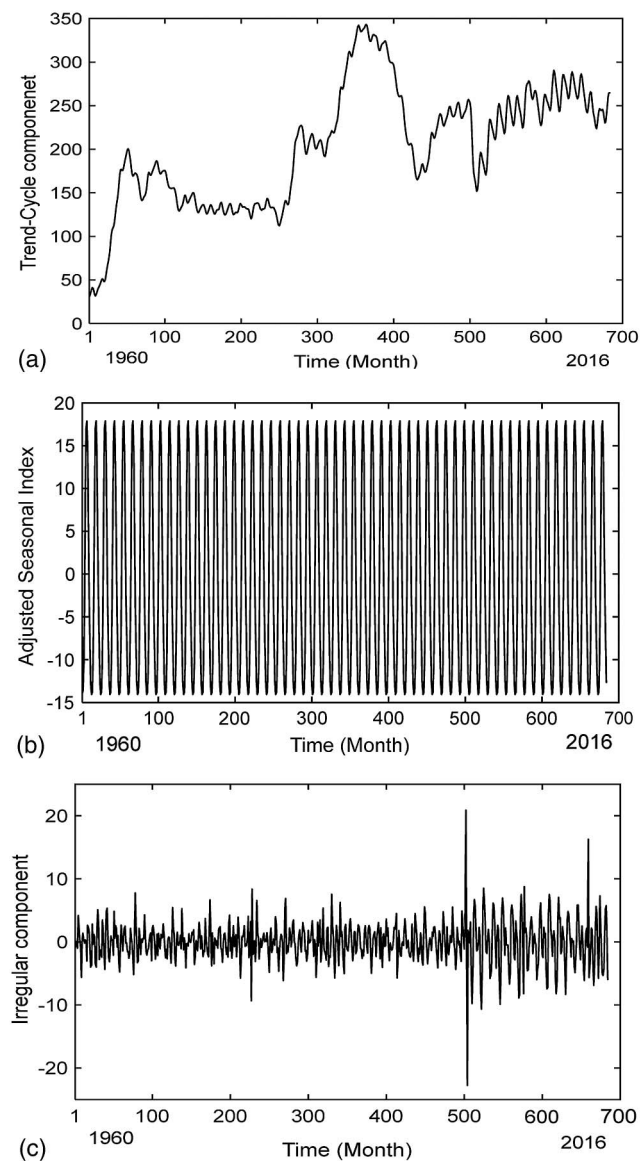 350
300
250
200
150
100
50
0
Trend-Cycle componenet
1 100 200 300 400 500 600 700
(a) 1960 Time (Month) 2016
20
15
10
5
0
-5
-10
-15
Adjusted Seasonal Index
1 100 200 300 400 500 600 700
(b) 1960 Time (Month) 2016
20
10
0
-10
-20
Irregular component
1 100 200 300 400 500 600 700
(c) 1960 Time (Month) 2016